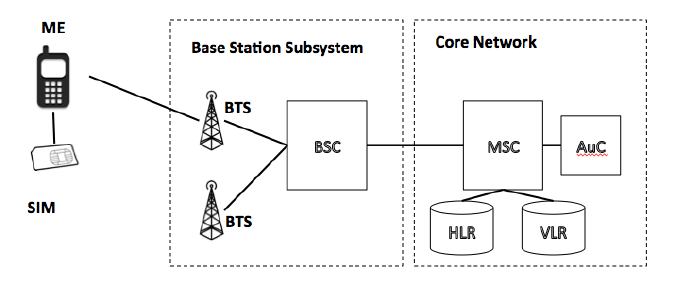 ME
SIM
Base Station Subsystem
BTS
BTS
BSC
Core Network
MSC
AuC
HLR
VLR